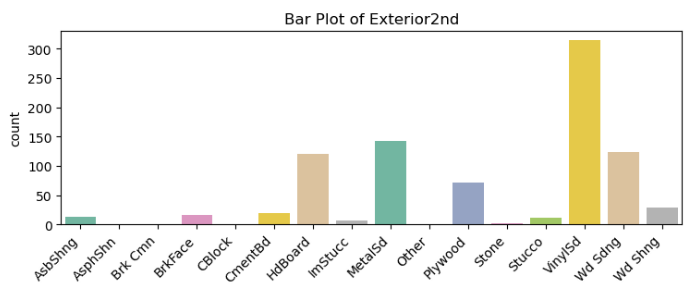 Bar Plot of Exterior2nd
300
250
200
150
100
50
0
count
AsbShng
AsphShn
Brk Cmn
BrkFace
CBlock
CmentBd
HdBoard
ImStucc
MetalSd
Other
Plywood
Stone
Stucco
VinylSd
Wd Sdng
Wd Shng